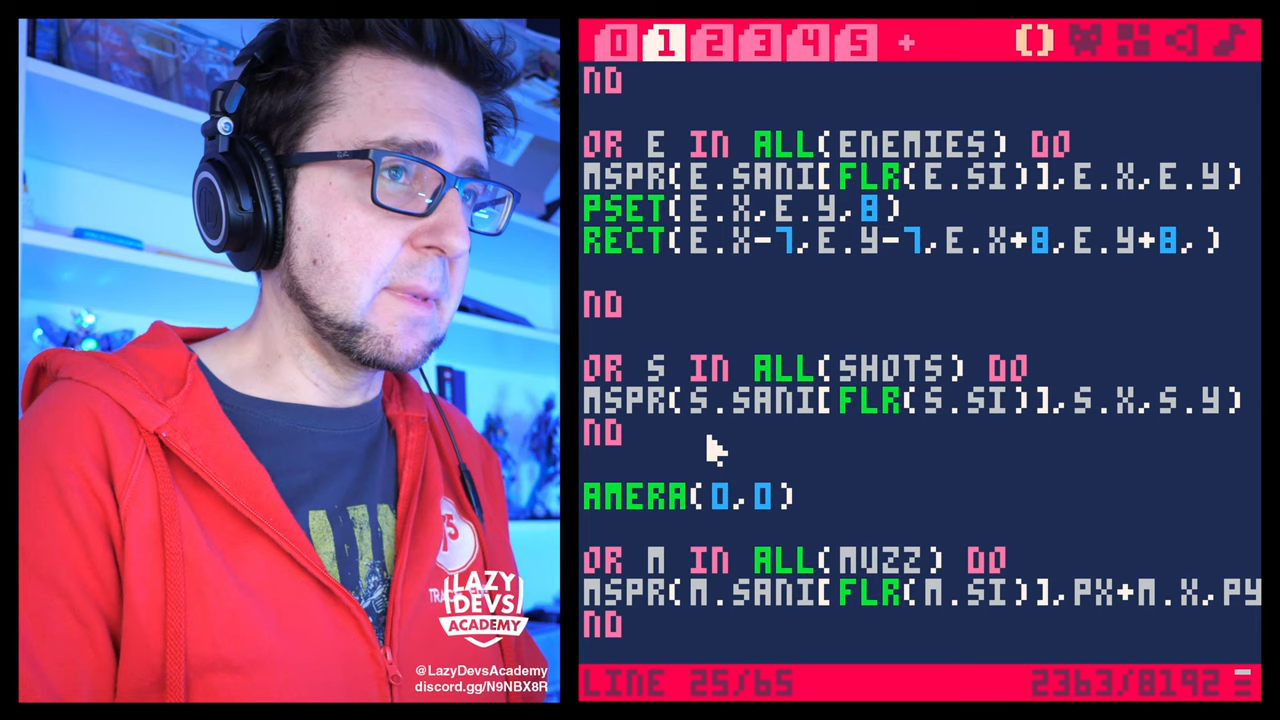 0 1 2 3 4 5 +
ND
OR E IN ALL(ENEMIES) DO
MSPR(E.SANI[FLR(E.SI)],E.X,E.Y)
PSET(E.X,E.Y,8)
RECT(E.X-7,E.Y-7,E.X+8,E.Y+8,)
ND
OR S IN ALL(SHOTS) DO
MSPR(S.SANI[FLR(S.SI)],S.X,S.Y)
ND
AMERA(0,0)
OR M IN ALL(MUZZ) DO
MSPR(M.SANI[FLR(M.SI)],PX+M.X,PY
ND
LINE 25/65
2363/8192
LAZY
DEVS
ACADEMY
@LazyDevsAcademy
discord.gg/N9NBX8R